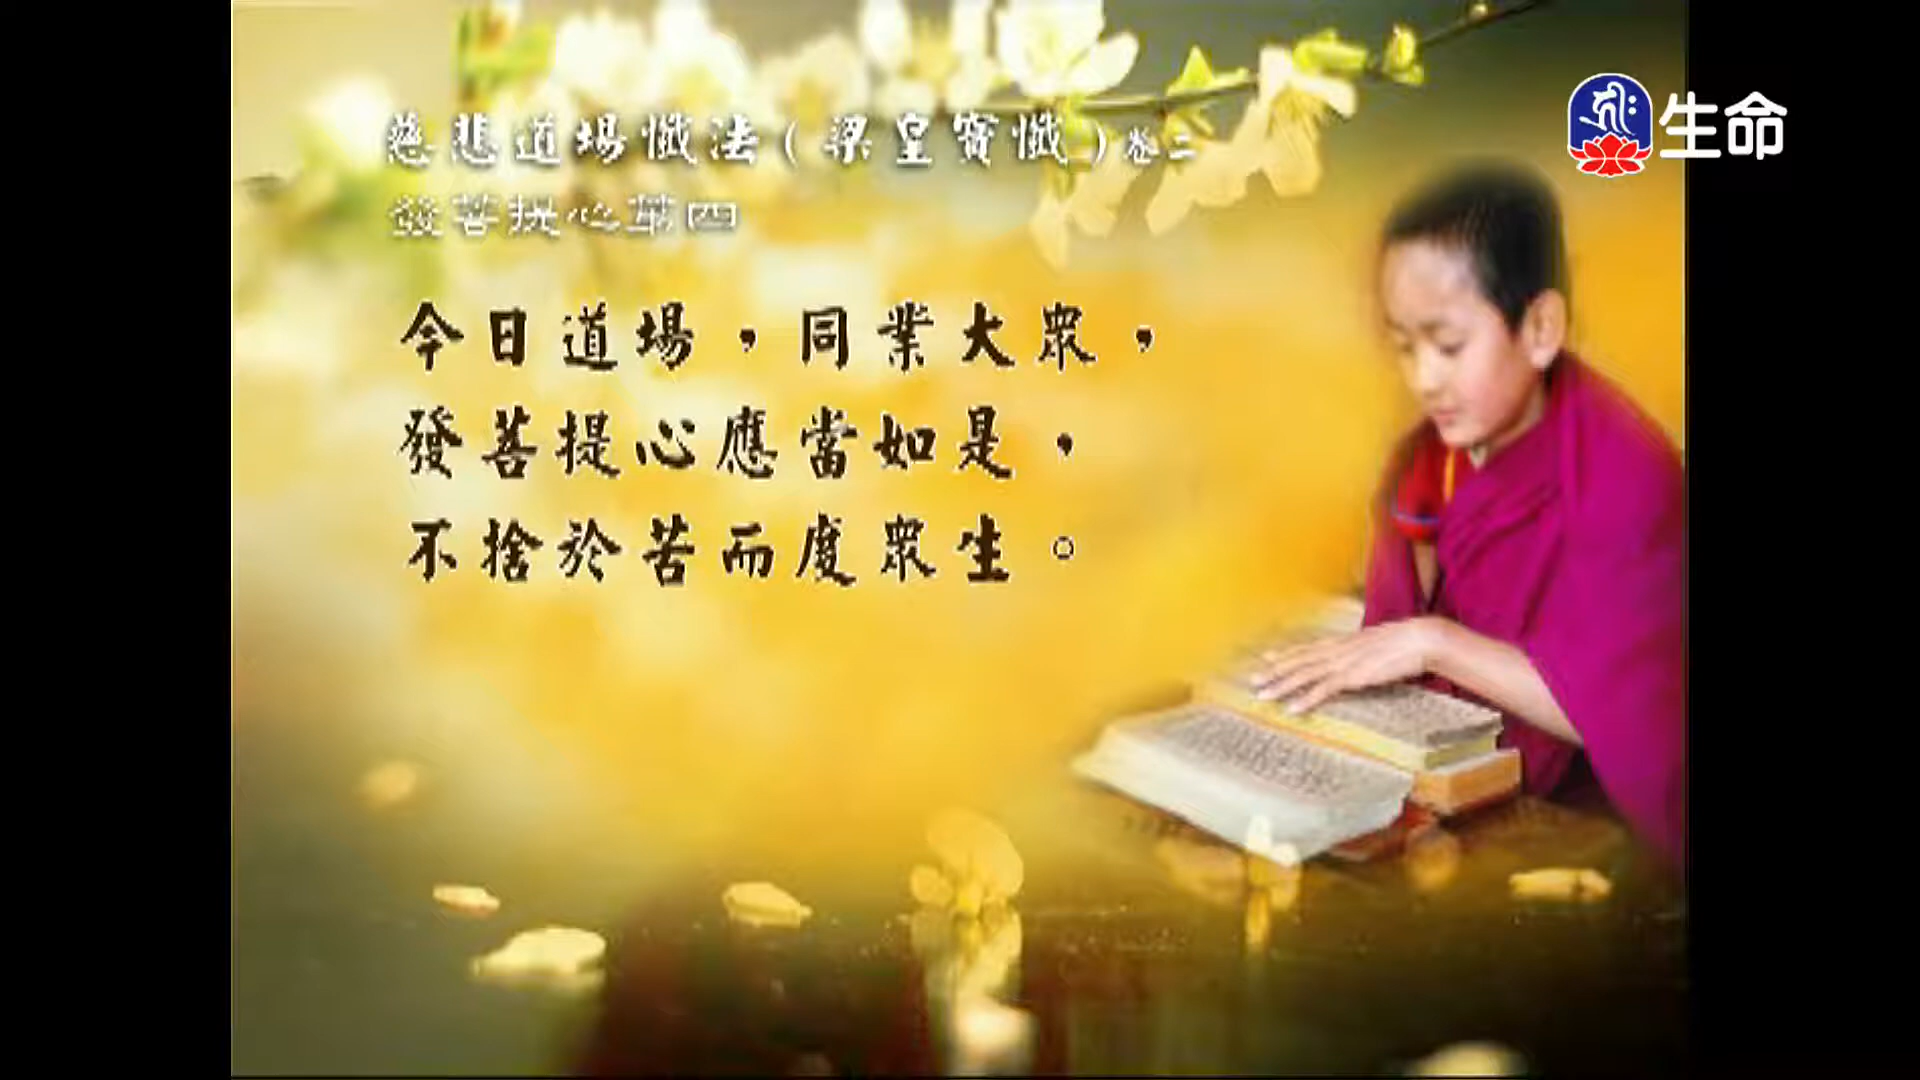 慈悲道場懺法(梁皇寶懺)卷二
發菩提心第四
生命
今日道場，同業大眾，
發菩提心應當如是，
不捨於苦而度眾生。